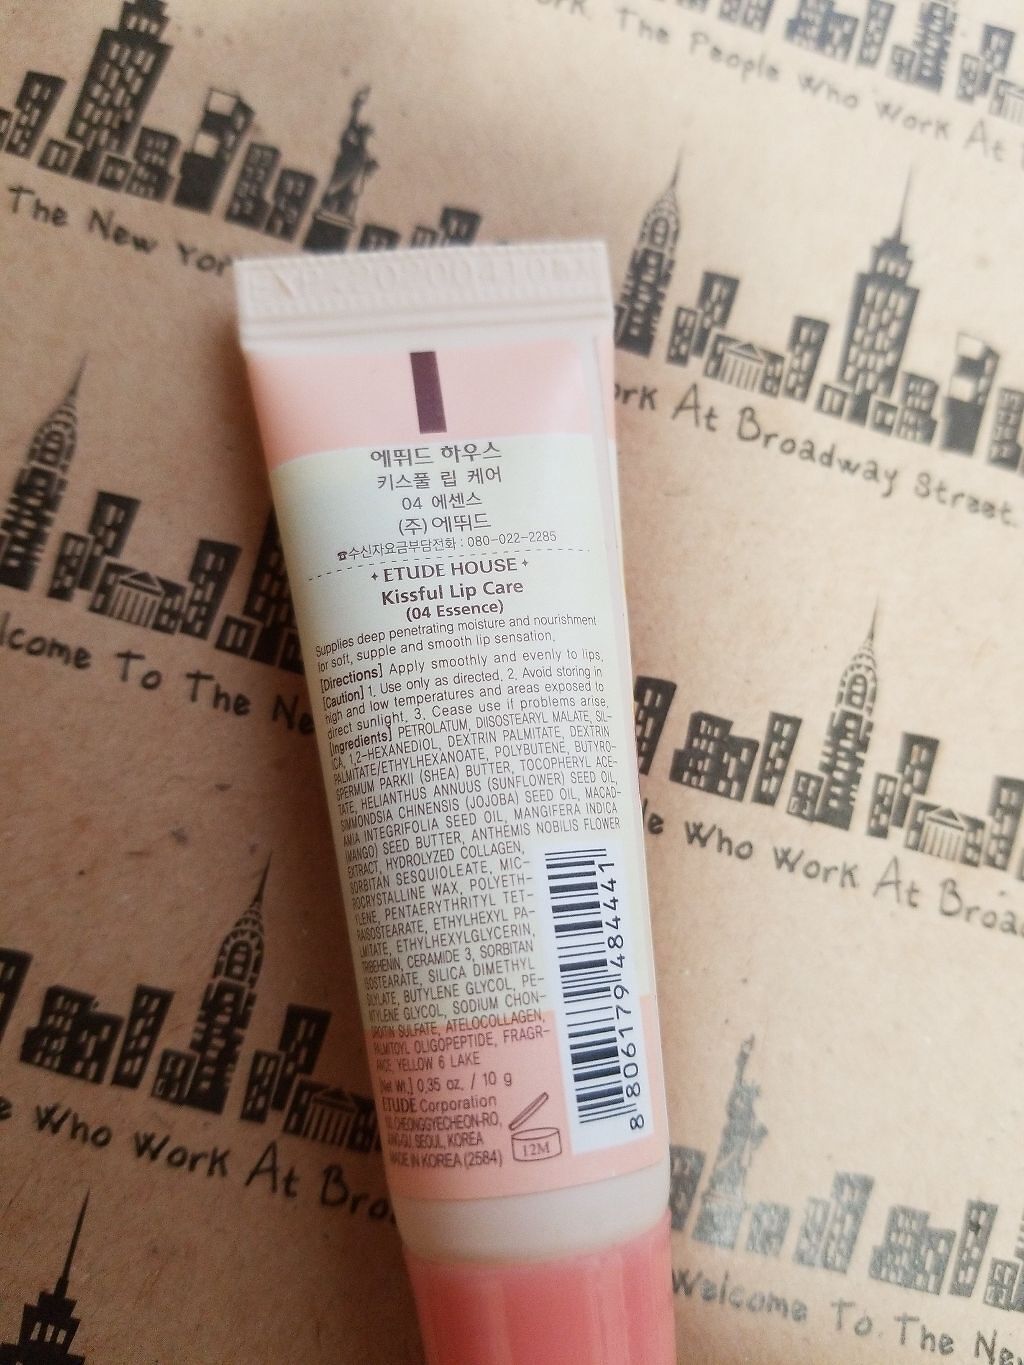 The New Yor
ork. The People Who Work At
ork At Broadway Street.
EXP. 20200410
에뛰드 하우스
키스풀 립 케어
04 에센스
(주)에뛰드
☎수신자요금부담전화 : 080-022-2285
ETUDE HOUSE
Kissful Lip Care
(04 Essence)
Supplies deep penetrating moisture and nourishment
for soft, supple and smooth lip sensation.
[Directions] Apply smoothly and evenly to lips.
[Caution] 1. Use only as directed. 2. Avoid storing in
high and low temperatures and areas exposed to
direct sunlight. 3. Cease use if problems arise.
[Ingredients] PETROLATUM, DIISOSTEARYL MALATE, SIL-
ICA, 1,2-HEXANEDIOL, DEXTRIN PALMITATE, DEXTRIN
PALMITATE/ETHYLHEXANOATE, POLYBUTENE, BUTYRO-
SPERMUM PARKII (SHEA) BUTTER, TOCOPHERYL ACE-
TATE, HELIANTHUS ANNUUS (SUNFLOWER) SEED OIL,
SIMMONDSIA CHINENSIS (JOJOBA) SEED OIL, MACAD-
AMIA INTEGRIFOLIA SEED OIL, MANGIFERA INDICA
(MANGO) SEED BUTTER, ANTHEMIS NOBILIS FLOWER
EXTRACT, HYDROLYZED COLLAGEN,
SORBITAN SESQUIOLEATE, MIC-
ROCRYSTALLINE WAX, POLYETH-
YLENE, PENTAERYTHRITYL TET-
RAISOSTEARATE, ETHYLHEXYL PA-
LMITATE, ETHYLHEXYLGLYCERIN,
TRIBEHENIN, CERAMIDE 3, SORBITAN
ISOSTEARATE, SILICA DIMETHYL
SILYLATE, BUTYLENE GLYCOL, PE-
NTYLENE GLYCOL, SODIUM CHON-
DROITIN SULFATE, ATELOCOLLAGEN,
PALMITOYL OLIGOPEPTIDE, FRAGR-
ANCE, YELLOW 6 LAKE
[Net Wt.] 0.35 oz. / 10 g
ETUDE Corporation
CHEONGGYECHEON-RO,
SEOUL, KOREA
MADE IN KOREA (2584)
12M
8 806179 484441
lcome To The Ne
le Who Work At Broa
e Who Work At Bro
Welcome To The Ne